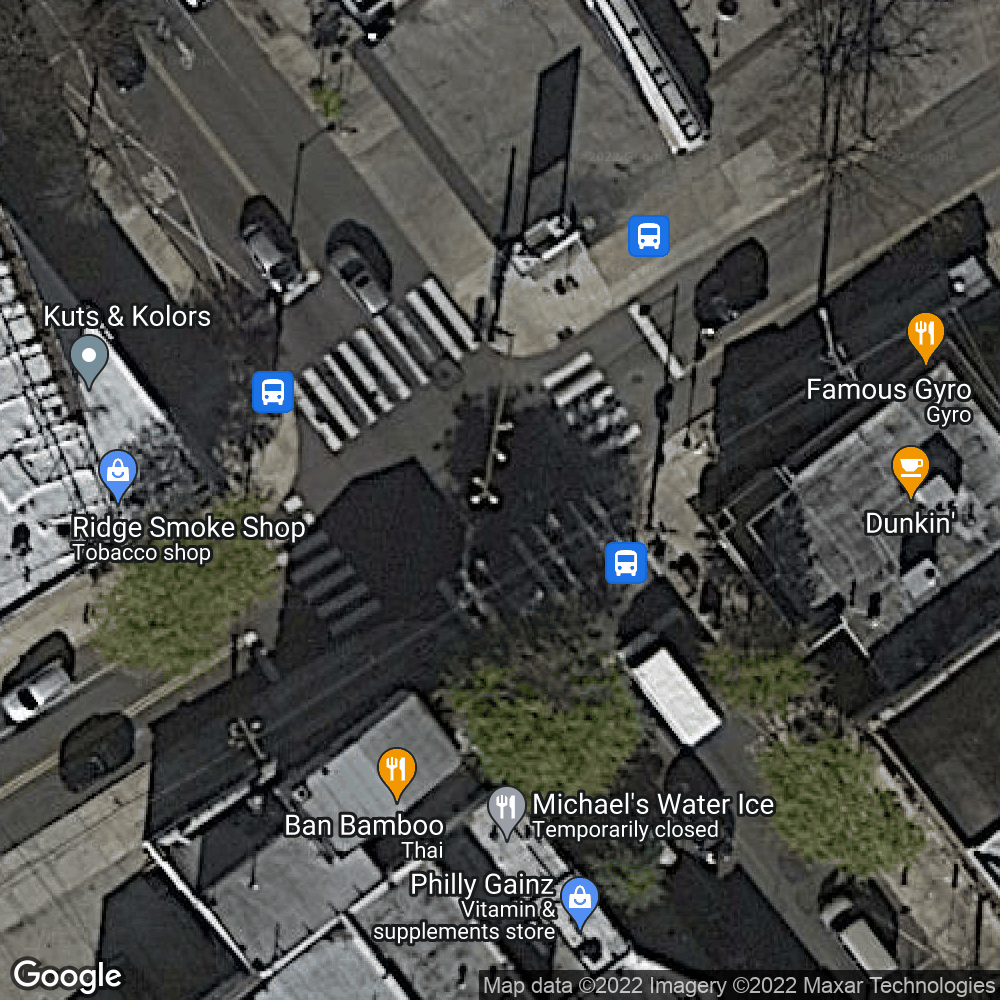 Kuts & Kolors
Famous Gyro
Gyro
Dunkin'
Ridge Smoke Shop
Tobacco shop
Michael's Water Ice
Temporarily closed
Ban Bamboo
Thai
Philly Gainz
Vitamin &
supplements store
Google
Map data ©2022 Imagery ©2022 Maxar Technologies